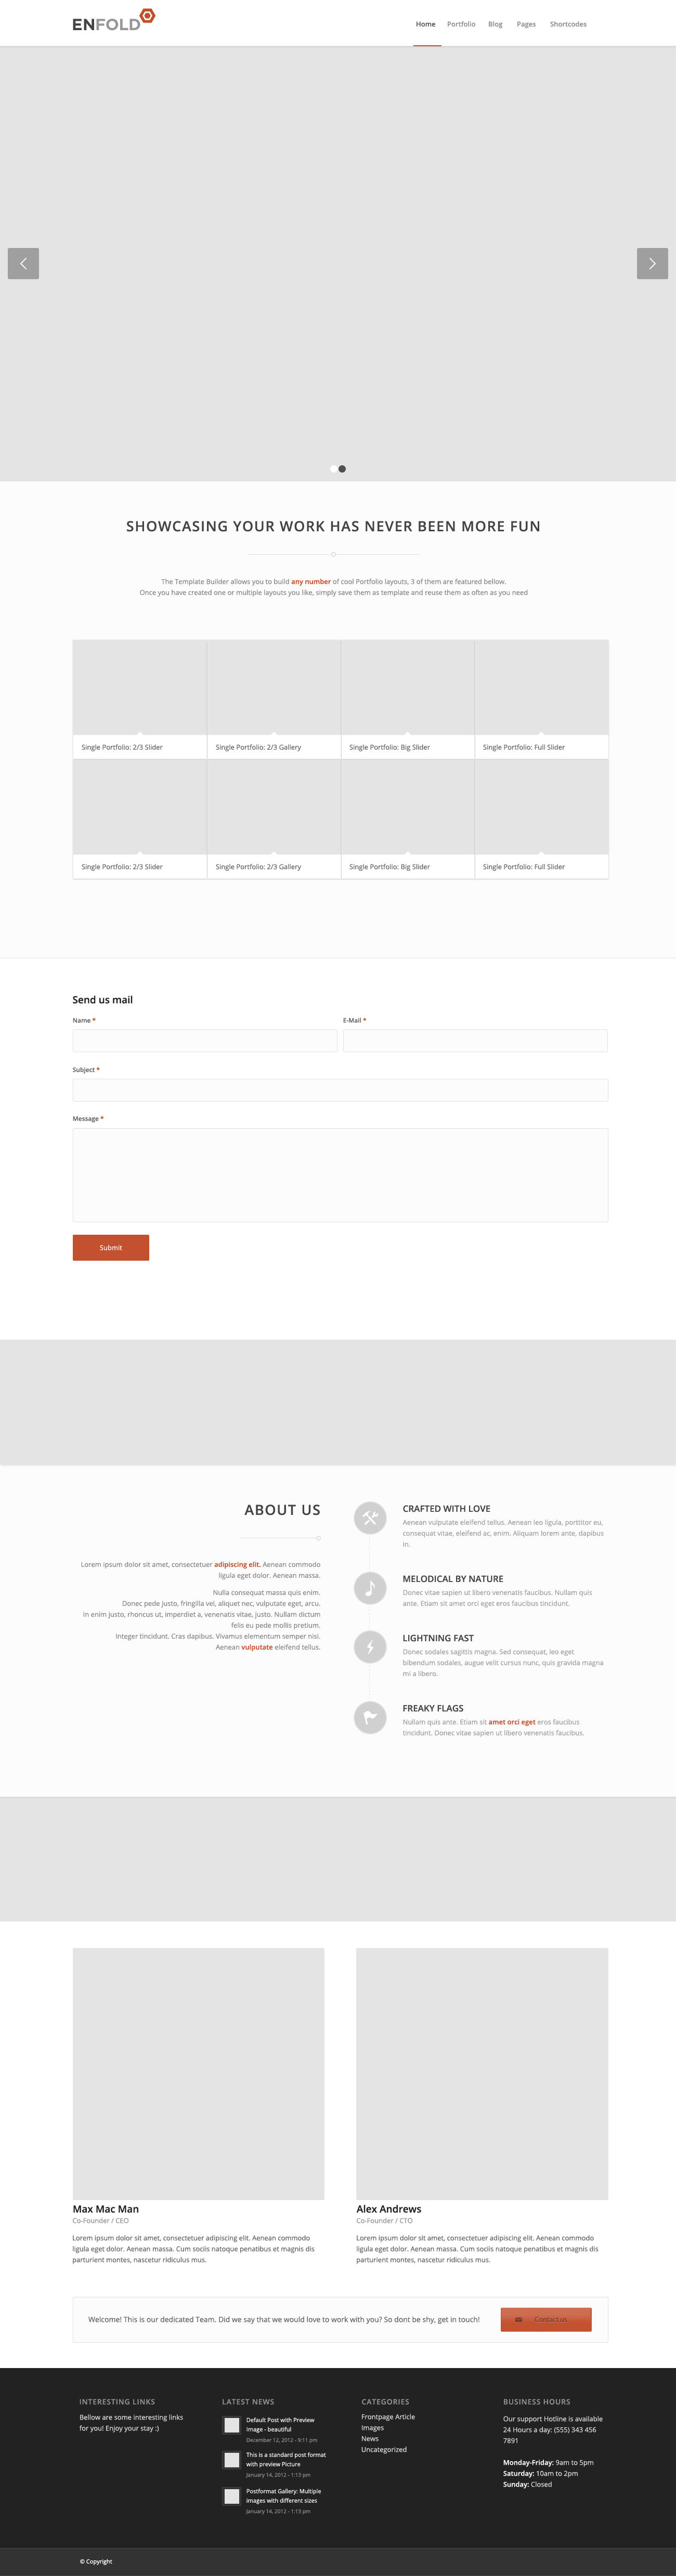 ENFOLD
Home Portfolio Blog Pages Shortcodes
SHOWCASING YOUR WORK HAS NEVER BEEN MORE FUN
The Template Builder allows you to build any number of cool Portfolio layouts, 3 of them are featured bellow.
Once you have created one or multiple layouts you like, simply save them as template and reuse them as often as you need
Single Portfolio: 2/3 Slider
Single Portfolio: 2/3 Gallery
Single Portfolio: Big Slider
Single Portfolio: Full Slider
Single Portfolio: 2/3 Slider
Single Portfolio: 2/3 Gallery
Single Portfolio: Big Slider
Single Portfolio: Full Slider
Send us mail
Name *
E-Mail *
Subject *
Message *
Submit
ABOUT US
Lorem ipsum dolor sit amet, consectetuer adipiscing elit. Aenean commodo
ligula eget dolor. Aenean massa.
Nulla consequat massa quis enim.
Donec pede justo, fringilla vel, aliquet nec, vulputate eget, arcu.
In enim justo, rhoncus ut, imperdiet a, venenatis vitae, justo. Nullam dictum
felis eu pede mollis pretium.
Integer tincidunt. Cras dapibus. Vivamus elementum semper nisi.
Aenean vulputate eleifend tellus.
CRAFTED WITH LOVE
Aenean vulputate eleifend tellus. Aenean leo ligula, porttitor eu,
consequat vitae, eleifend ac, enim. Aliquam lorem ante, dapibus
in.
MELODICAL BY NATURE
Donec vitae sapien ut libero venenatis faucibus. Nullam quis
ante. Etiam sit amet orci eget eros faucibus tincidunt.
LIGHTNING FAST
Donec sodales sagittis magna. Sed consequat, leo eget
bibendum sodales, augue velit cursus nunc, quis gravida magna
mi a libero.
FREAKY FLAGS
Nullam quis ante. Etiam sit amet orci eget eros faucibus
tincidunt. Donec vitae sapien ut libero venenatis faucibus.
Max Mac Man
Co-Founder / CEO
Lorem ipsum dolor sit amet, consectetuer adipiscing elit. Aenean commodo
ligula eget dolor. Aenean massa. Cum sociis natoque penatibus et magnis dis
parturient montes, nascetur ridiculus mus.
Alex Andrews
Co-Founder / CTO
Lorem ipsum dolor sit amet, consectetuer adipiscing elit. Aenean commodo
ligula eget dolor. Aenean massa. Cum sociis natoque penatibus et magnis dis
parturient montes, nascetur ridiculus mus.
Welcome! This is our dedicated Team. Did we say that we would love to work with you? So dont be shy, get in touch!
Contact us
INTERESTING LINKS
Bellow are some interesting links
for you! Enjoy your stay :)
LATEST NEWS
Default Post with Preview
Image - beautiful
December 12, 2012 - 9:11 pm
This is a standard post format
with preview Picture
January 14, 2012 - 1:13 pm
Postformat Gallery: Multiple
images with different sizes
January 14, 2012 - 1:13 pm
CATEGORIES
Frontpage Article
Images
News
Uncategorized
BUSINESS HOURS
Our support Hotline is available
24 Hours a day: (555) 343 456
7891
Monday-Friday: 9am to 5pm
Saturday: 10am to 2pm
Sunday: Closed
© Copyright